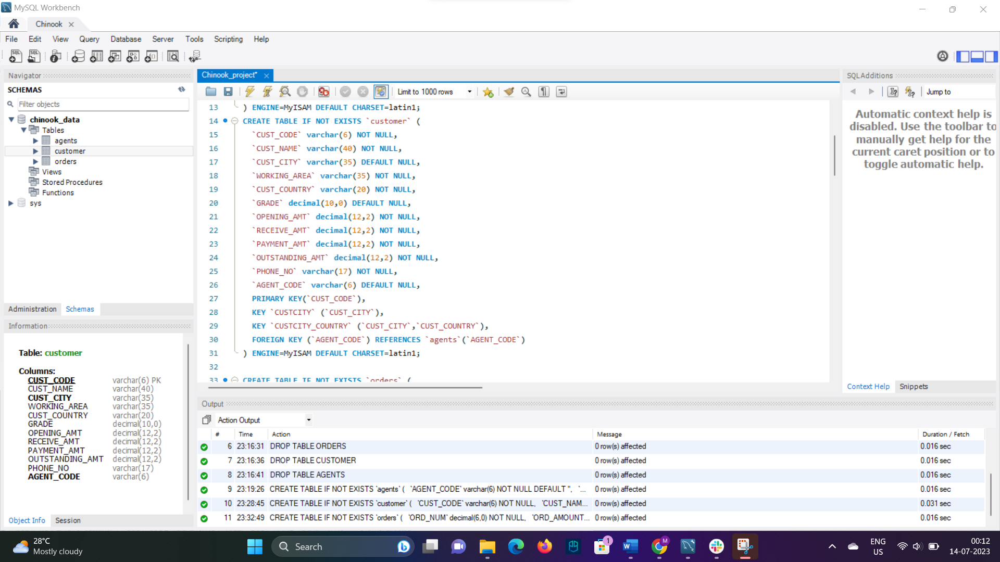 MySQL Workbench
Chinook
File Edit View Query Database Server Tools Scripting Help
Navigator
SCHEMAS
Filter objects
chinook_data
Tables
agents
customer
orders
Views
Stored Procedures
Functions
sys
Administration Schemas
Information
Table: customer
Columns:
CUST_CODE varchar(6) PK
CUST_NAME varchar(40)
CUST_CITY varchar(35)
WORKING_AREA varchar(35)
CUST_COUNTRY varchar(20)
GRADE decimal(10,0)
OPENING_AMT decimal(12,2)
RECEIVE_AMT decimal(12,2)
PAYMENT_AMT decimal(12,2)
OUTSTANDING_AMT decimal(12,2)
PHONE_NO varchar(17)
AGENT_CODE varchar(6)
Object Info Session
Chinook_project*
Limit to 1000 rows
13 ) ENGINE=MyISAM DEFAULT CHARSET=latin1;
14 CREATE TABLE IF NOT EXISTS `customer` (
15 `CUST_CODE` varchar(6) NOT NULL,
16 `CUST_NAME` varchar(40) NOT NULL,
17 `CUST_CITY` varchar(35) DEFAULT NULL,
18 `WORKING_AREA` varchar(35) NOT NULL,
19 `CUST_COUNTRY` varchar(20) NOT NULL,
20 `GRADE` decimal(10,0) DEFAULT NULL,
21 `OPENING_AMT` decimal(12,2) NOT NULL,
22 `RECEIVE_AMT` decimal(12,2) NOT NULL,
23 `PAYMENT_AMT` decimal(12,2) NOT NULL,
24 `OUTSTANDING_AMT` decimal(12,2) NOT NULL,
25 `PHONE_NO` varchar(17) NOT NULL,
26 `AGENT_CODE` varchar(6) DEFAULT NULL,
27 PRIMARY KEY(`CUST_CODE`),
28 KEY `CUSTCITY` (`CUST_CITY`),
29 KEY `CUSTCITY_COUNTRY` (`CUST_CITY`,`CUST_COUNTRY`),
30 FOREIGN KEY (`AGENT_CODE`) REFERENCES `agents`(`AGENT_CODE`)
31 ) ENGINE=MyISAM DEFAULT CHARSET=latin1;
32
33 CREATE TABLE IF NOT EXISTS `orders` (
SQLAdditions
Jump to
Automatic context help is
disabled. Use the toolbar to
manually get help for the
current caret position or to
toggle automatic help.
Context Help Snippets
Output
Action Output
# Time Action Message Duration / Fetch
6 23:16:31 DROP TABLE ORDERS 0 row(s) affected 0.016 sec
7 23:16:36 DROP TABLE CUSTOMER 0 row(s) affected 0.016 sec
8 23:16:41 DROP TABLE AGENTS 0 row(s) affected 0.016 sec
9 23:19:26 CREATE TABLE IF NOT EXISTS `agents` ( `AGENT_CODE` varchar(6) NOT NULL DEFAULT '', `... 0 row(s) affected 0.016 sec
10 23:28:45 CREATE TABLE IF NOT EXISTS `customer` ( `CUST_CODE` varchar(6) NOT NULL, `CUST_NAM... 0 row(s) affected 0.031 sec
11 23:32:49 CREATE TABLE IF NOT EXISTS `orders` ( `ORD_NUM` decimal(6,0) NOT NULL, `ORD_AMOUNT... 0 row(s) affected 0.016 sec
28°C
Mostly cloudy
Search
1
M
ENG
US
00:12
14-07-2023